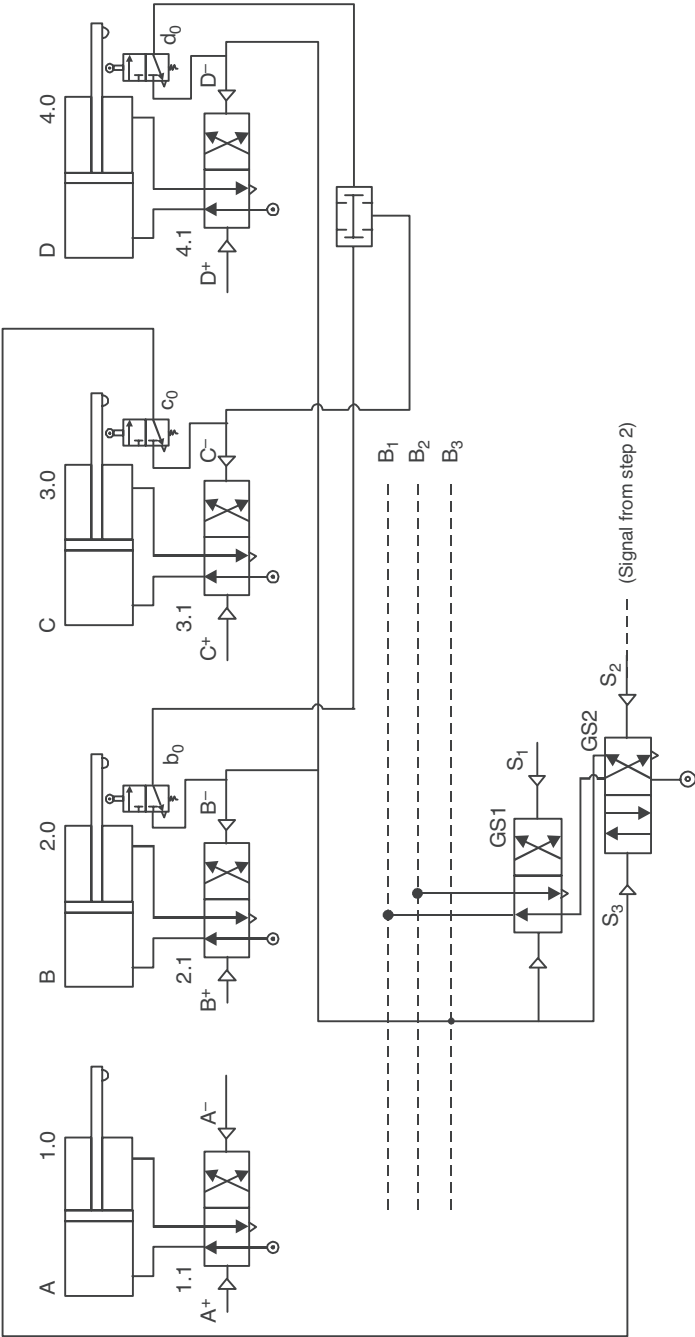 A
1.0
B
2.0
C
3.0
D
4.0
b₀
c₀
d₀
1.1
A⁺
A⁻
2.1
B⁺
B⁻
3.1
C⁺
C⁻
4.1
D⁺
D⁻
B₁
B₂
B₃
GS1
S₁
GS2
S₂
S₃
(Signal from step 2)